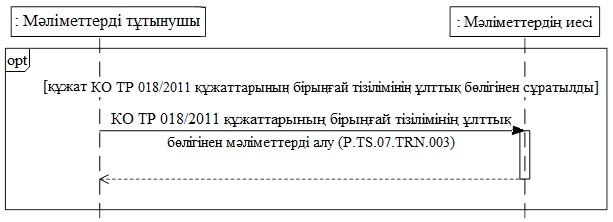 : Мәліметтерді тұтынушы
: Мәліметтердің иесі
opt
[құжат КО ТР 018/2011 құжаттарының бірыңғай тізілімінің ұлттық бөлігінен сұратылды]
КО ТР 018/2011 құжаттарының бірыңғай тізілімінің ұлттық
бөлігінен мәліметтерді алу (P.TS.07.TRN.003)